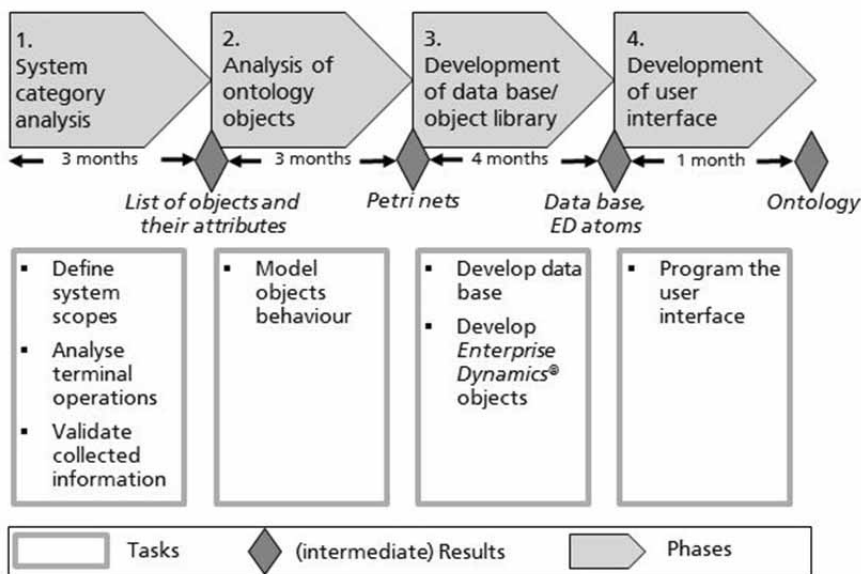 1.
System
category
analysis
2.
Analysis of
ontology
objects
3.
Development
of data base/
object library
4.
Development
of user
interface
3 months
3 months
4 months
1 month
List of objects and
their attributes
Petri nets
Data base,
ED atoms
Ontology
▪ Define
system
scopes
▪ Analyse
terminal
operations
▪ Validate
collected
information
▪ Model
objects
behaviour
▪ Develop data
base
▪ Develop
Enterprise
Dynamics®
objects
▪ Program the
user
interface
Tasks
(intermediate) Results
Phases